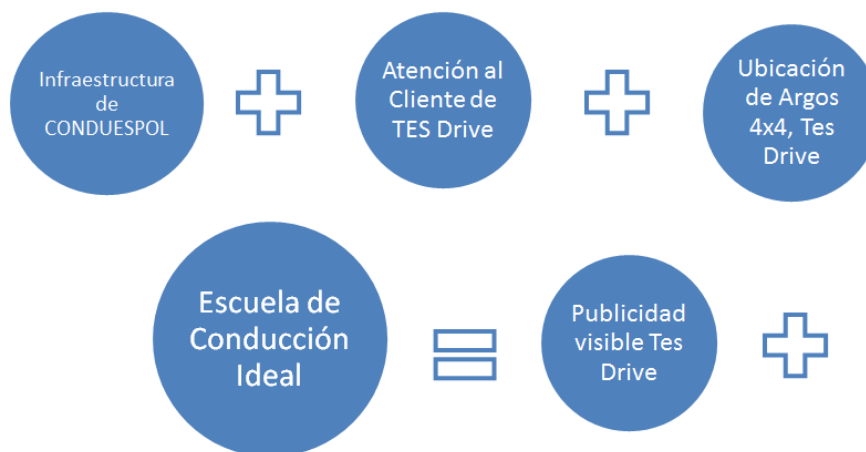 Infraestructura
de
CONDUESPOL
Atención al
Cliente de
TES Drive
Ubicación
de Argos
4x4, Tes
Drive
Escuela de
Conducción
Ideal
Publicidad
visible Tes
Drive